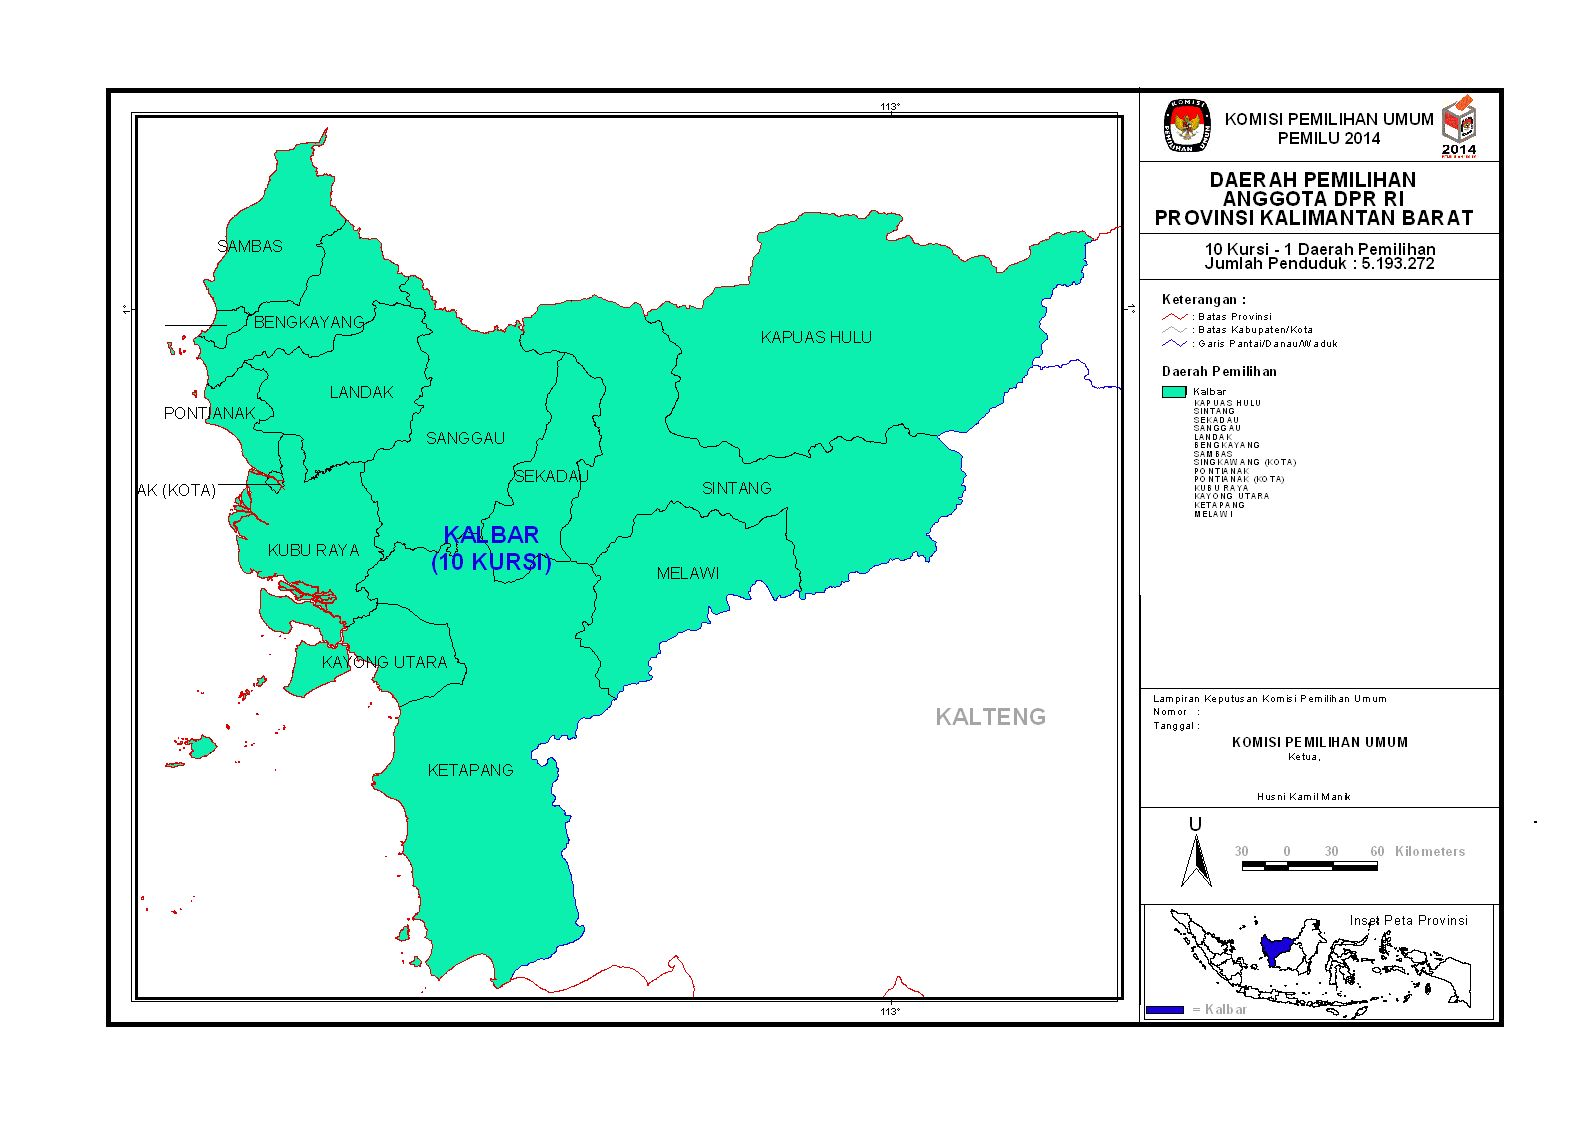 113°
1°
1°
SAMBAS
BENGKAYANG
KAPUAS HULU
LANDAK
PONTIANAK
SANGGAU
SEKADAU
SINTANG
AK (KOTA)
KALBAR
(10 KURSI)
KUBU RAYA
MELAWI
KAYONG UTARA
KALTENG
KETAPANG
113°
KOMISI
PEMILIHAN UMUM
KOMISI PEMILIHAN UMUM
PEMILU 2014
2014
DAERAH PEMILIHAN
ANGGOTA DPR RI
PROVINSI KALIMANTAN BARAT
10 Kursi - 1 Daerah Pemilihan
Jumlah Penduduk : 5.193.272
Keterangan :
: Batas Provinsi
: Batas Kabupaten/Kota
: Garis Pantai/Danau/Waduk
Daerah Pemilihan
Kalbar
KAPUAS HULU
SINTANG
SEKADAU
SANGGAU
LANDAK
BENGKAYANG
SAMBAS
SINGKAWANG (KOTA)
PONTIANAK
PONTIANAK (KOTA)
KUBU RAYA
KAYONG UTARA
KETAPANG
MELAWI
Lampiran Keputusan Komisi Pemilihan Umum
Nomor :
Tanggal :
KOMISI PEMILIHAN UMUM
Ketua,
Husni Kamil Manik
U
30 0 30 60 Kilometers
Inset Peta Provinsi
= Kalbar